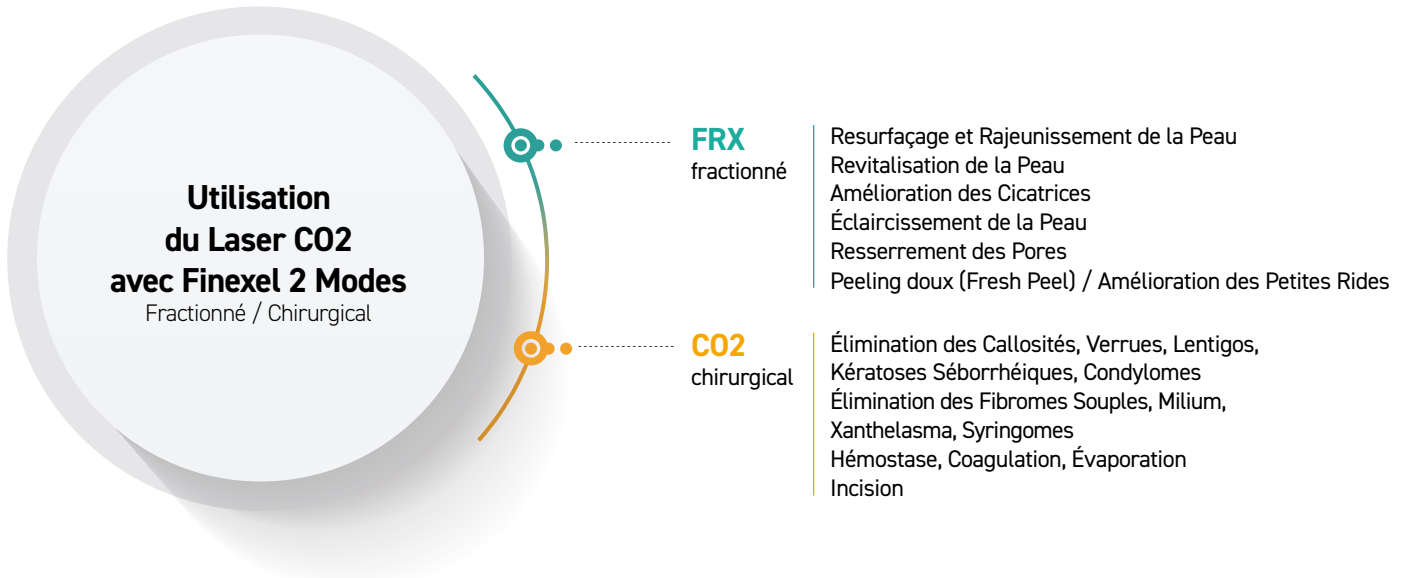 Utilisation
du Laser CO2
avec Finexel 2 Modes
Fractionné / Chirurgical
FRX
fractionné
Resurfaçage et Rajeunissement de la Peau
Revitalisation de la Peau
Amélioration des Cicatrices
Éclaircissement de la Peau
Resserrement des Pores
Peeling doux (Fresh Peel) / Amélioration des Petites Rides
CO2
chirurgical
Élimination des Callosités, Verrues, Lentigos,
Kératoses Séborrhéiques, Condylomes
Élimination des Fibromes Souples, Milium,
Xanthelasma, Syringomes
Hémostase, Coagulation, Évaporation
Incision